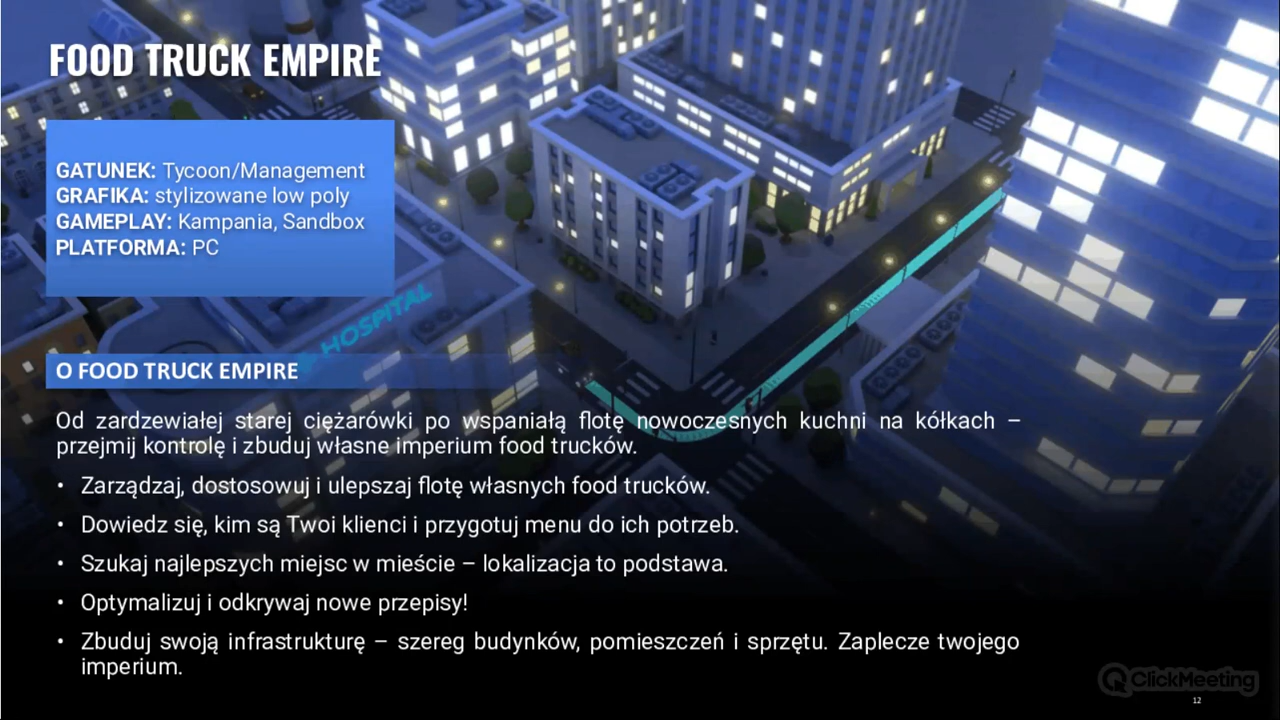 FOOD TRUCK EMPIRE
GATUNEK: Tycoon/Management
GRAFIKA: stylizowane low poly
GAMEPLAY: Kampania, Sandbox
PLATFORMA: PC
HOSPITAL
O FOOD TRUCK EMPIRE
Od zardzewiałej starej ciężarówki po wspaniałą flotę nowoczesnych kuchni na kółkach –
przejmij kontrolę i zbuduj własne imperium food trucków.
• Zarządzaj, dostosowuj i ulepszaj flotę własnych food trucków.
• Dowiedz się, kim są Twoi klienci i przygotuj menu do ich potrzeb.
• Szukaj najlepszych miejsc w mieście – lokalizacja to podstawa.
• Optymalizuj i odkrywaj nowe przepisy!
• Zbuduj swoją infrastrukturę – szereg budynków, pomieszczeń i sprzętu. Zaplecze twojego
imperium.
ClickMeeting
12